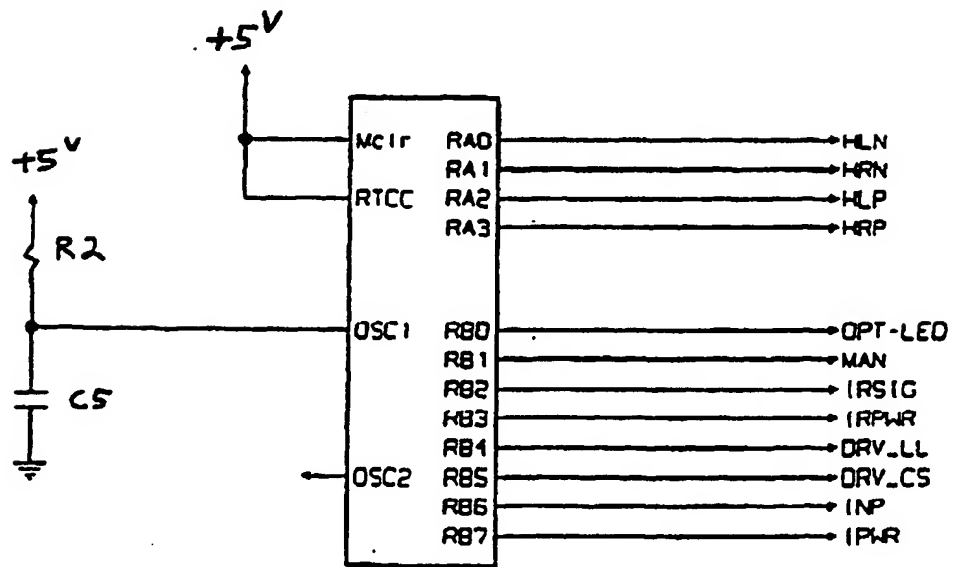 +5V
+5V
R2
C5
Mclr RA0 HLN
RA1 HRN
RTCC RA2 HLP
RA3 HRP
OSC1 RB0 OPT-LED
RB1 MAN
RB2 IRSIG
RB3 IRPWR
RB4 DRV_LL
OSC2 RB5 DRV_CS
RB6 INP
RB7 IPWR